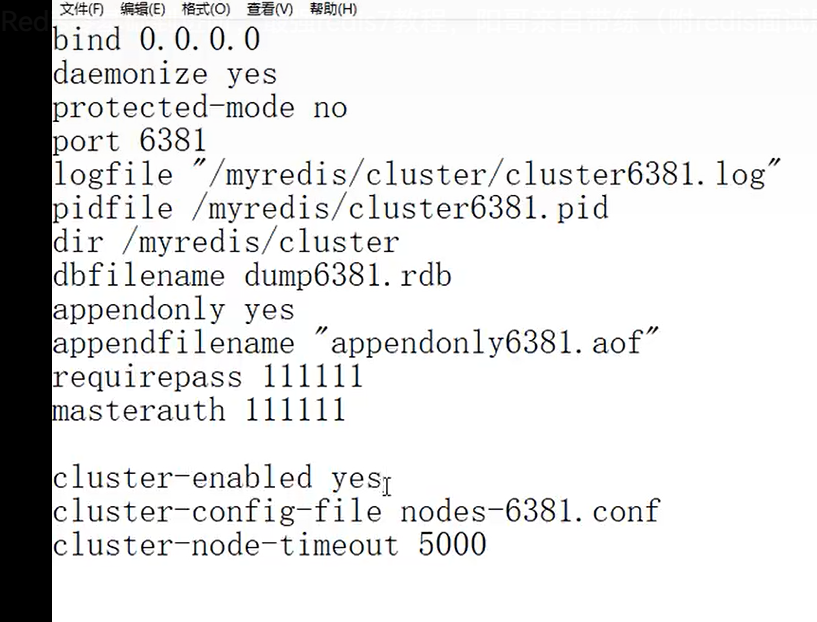 文件(F) 编辑(E) 格式(O) 查看(V) 帮助(H)
bind 0.0.0.0
daemonize yes
protected-mode no
port 6381
logfile "/myredis/cluster/cluster6381.log"
pidfile /myredis/cluster6381.pid
dir /myredis/cluster
dbfilename dump6381.rdb
appendonly yes
appendfilename "appendonly6381.aof"
requirepass 111111
masterauth 111111
cluster-enabled yes
cluster-config-file nodes-6381.conf
cluster-node-timeout 5000